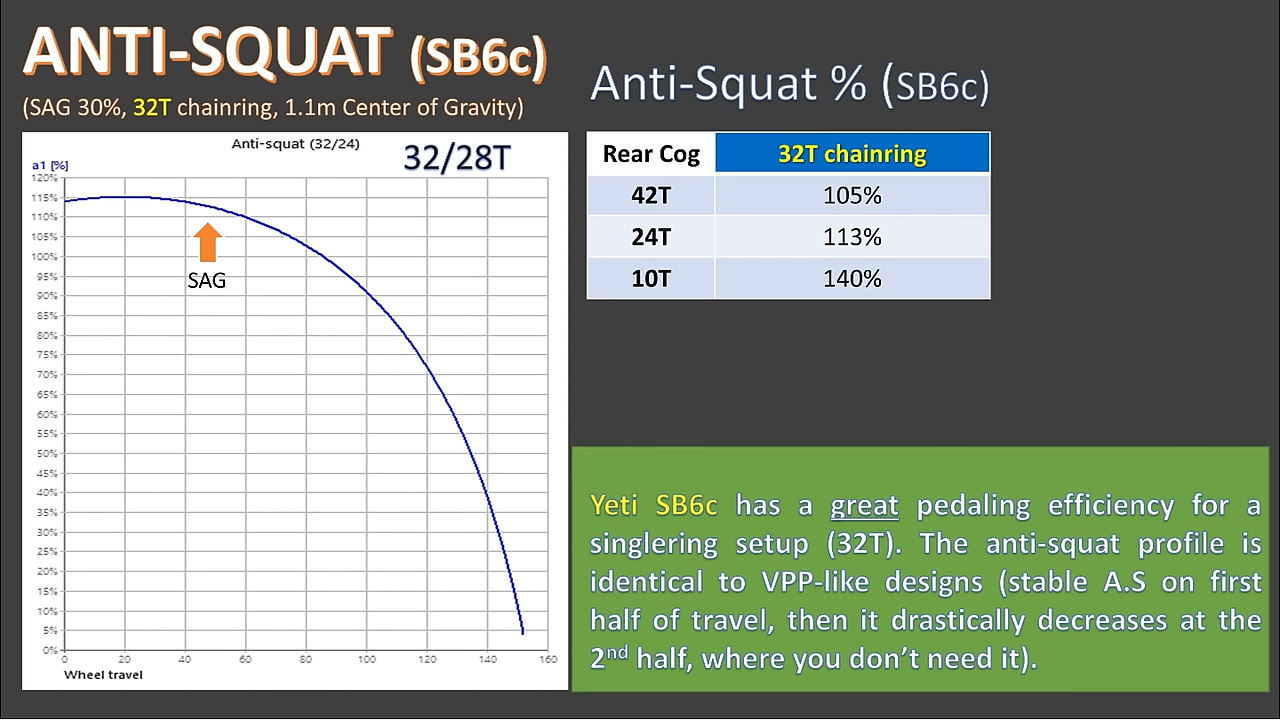 ANTI-SQUAT (SB6c)
(SAG 30%, 32T chainring, 1.1m Center of Gravity)
Anti-squat (32/24)
32/28T
a1 [%]
120%
115%
110%
105%
100%
95%
90%
85%
80%
75%
70%
65%
60%
55%
50%
45%
40%
35%
30%
25%
20%
15%
10%
5%
0%
SAG
0 20 40 60 80 100 120 140 160
Wheel travel
Anti-Squat % (SB6c)
Rear Cog 32T chainring
42T 105%
24T 113%
10T 140%
Yeti SB6c has a great pedaling efficiency for a
singlering setup (32T). The anti-squat profile is
identical to VPP-like designs (stable A.S on first
half of travel, then it drastically decreases at the
2nd half, where you don't need it).